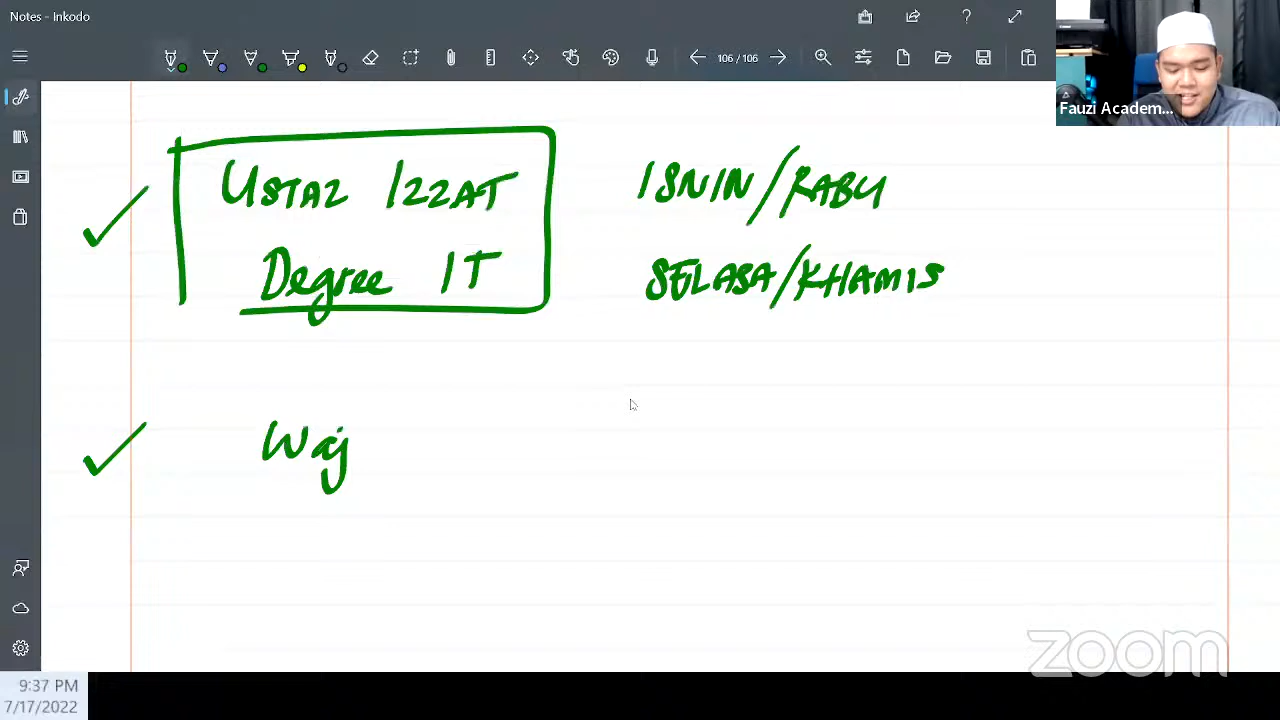 Notes - Inkodo
106 / 106
Fauzi Academ...
USTAZ IZZAT
Degree IT
ISNIN/RABU
SELASA/KHAMIS
Waj
zoom
9:37 PM
7/17/2022